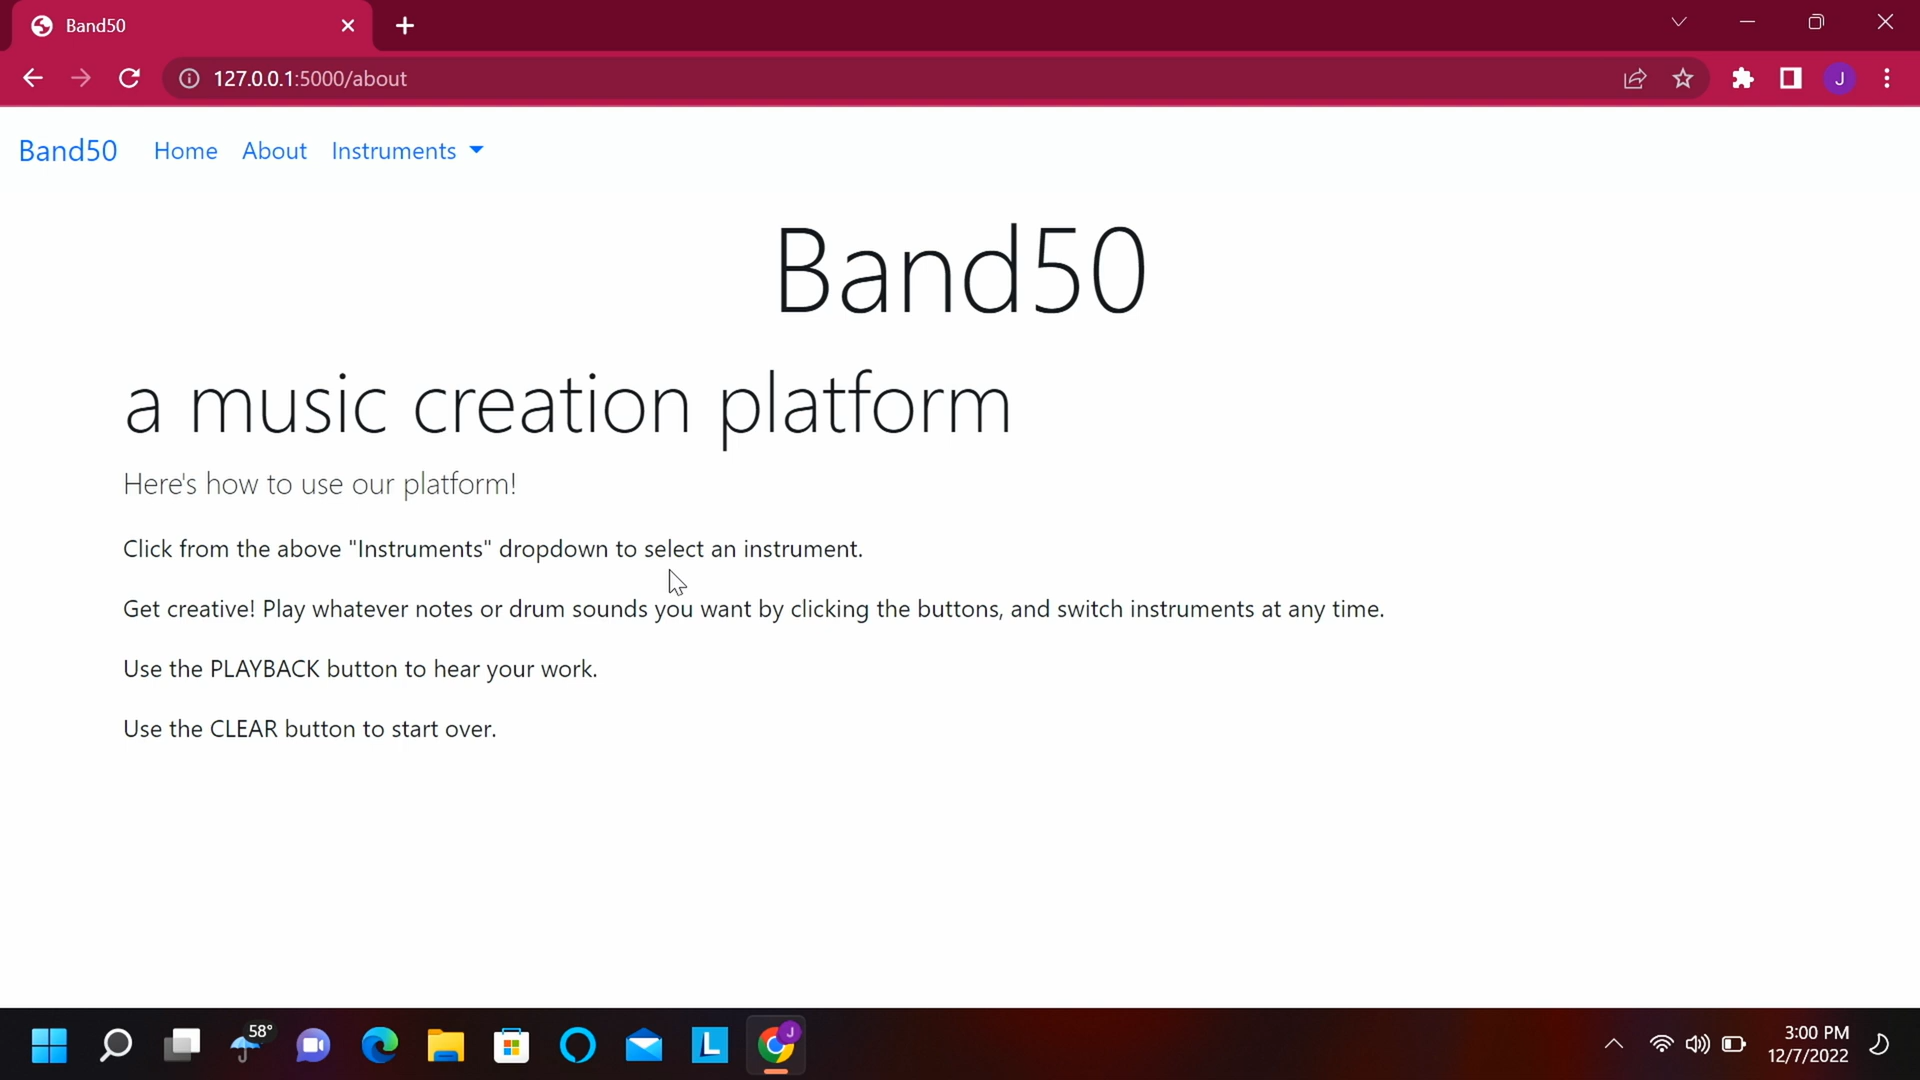 Band50
127.0.0.1:5000/about
J
Band50 Home About Instruments
Band50
a music creation platform
Here's how to use our platform!
Click from the above "Instruments" dropdown to select an instrument.
Get creative! Play whatever notes or drum sounds you want by clicking the buttons, and switch instruments at any time.
Use the PLAYBACK button to hear your work.
Use the CLEAR button to start over.
58°
L
J
3:00 PM
12/7/2022